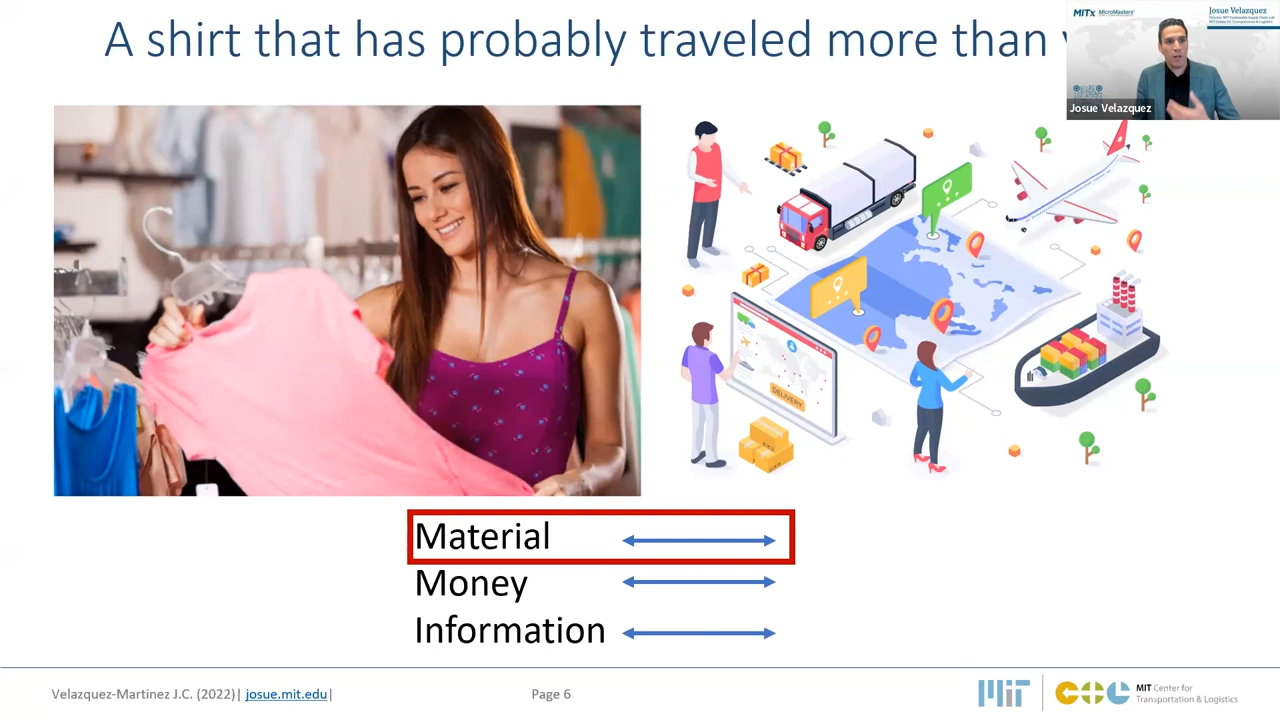 A shirt that has probably traveled more than
MITx MicroMasters
Josue Velazquez
Josue Velazquez
DELIVERY
Material
Money
Information
Velazquez-Martinez J.C. (2022)| josue.mit.edu|
Page 6
MIT
MIT Center for
Transportation & Logistics